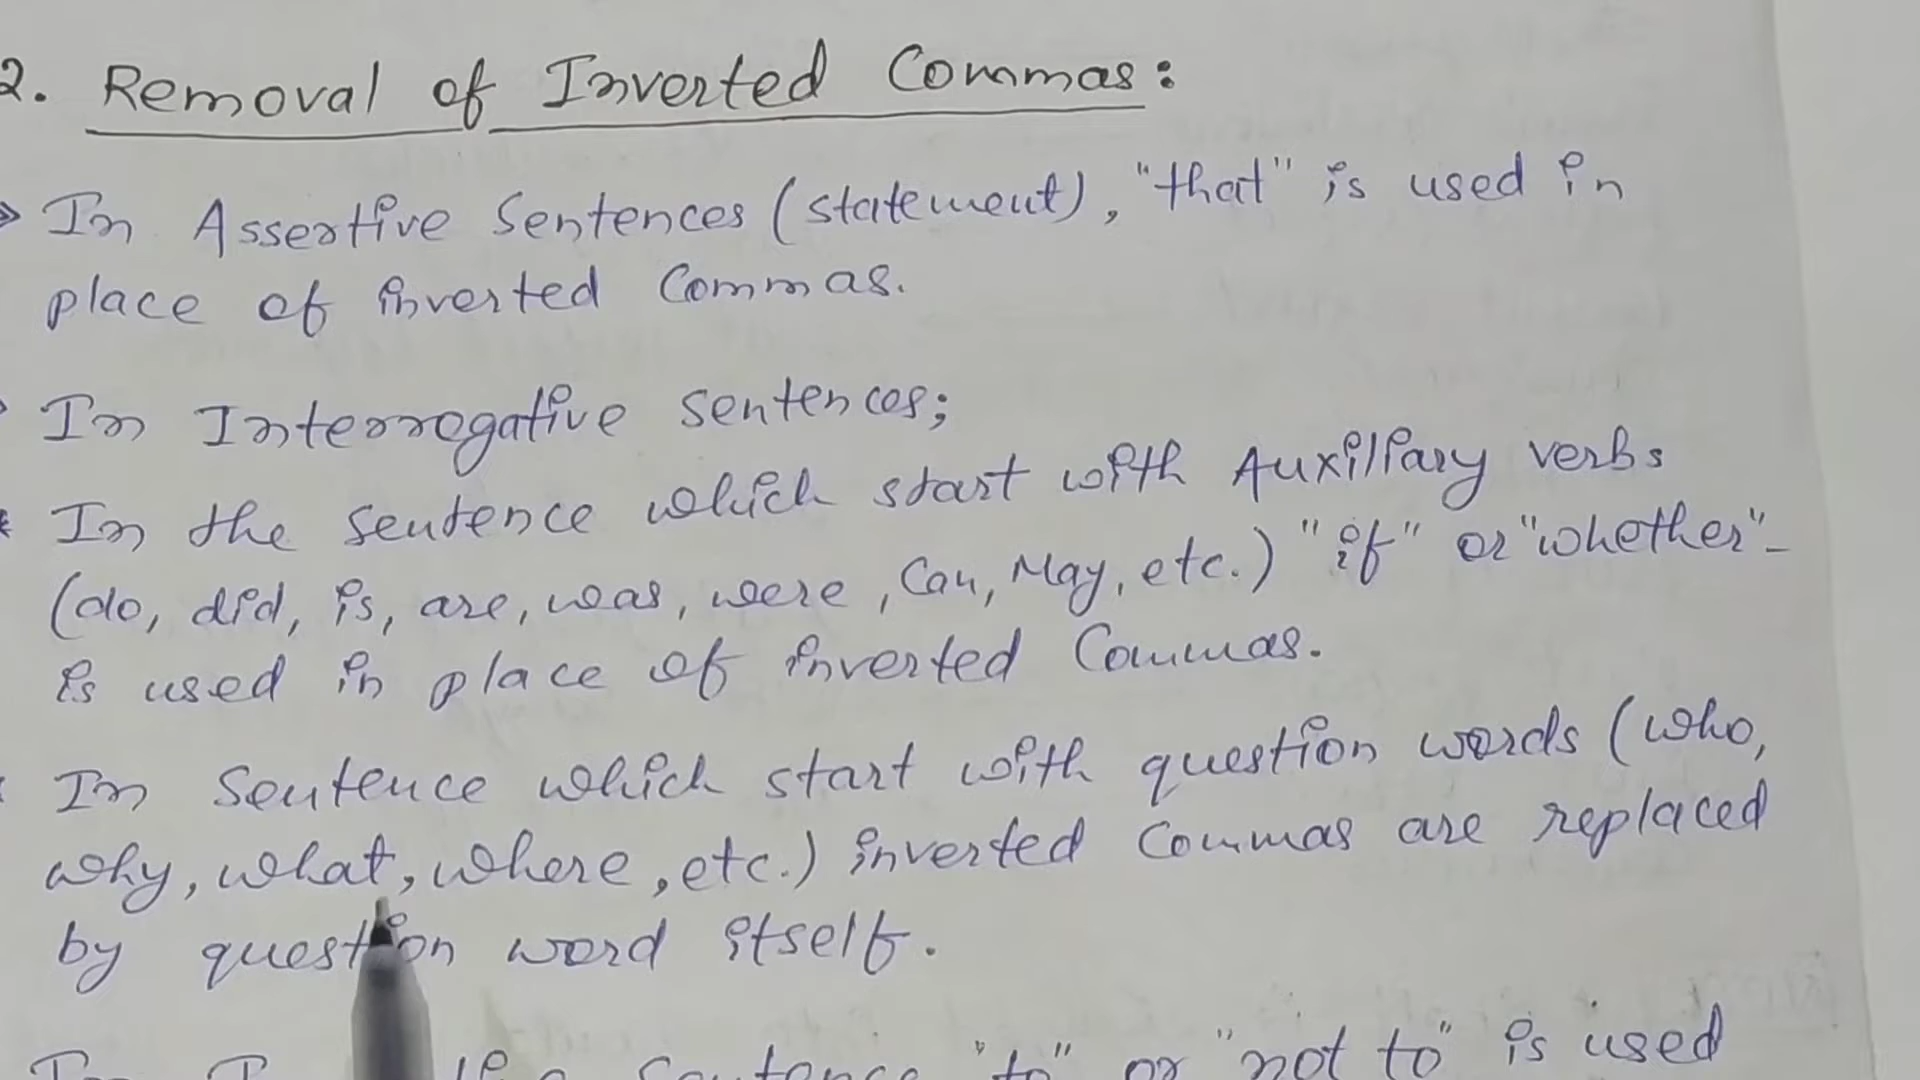 2. Removal of Inverted Commas:
In Assertive Sentences (statement), "that" is used in
place of inverted Commas.
In Interrogative sentences;
In the sentence which start with Auxilliary verbs
(do, did, is, are, was, were, Can, May, etc.) "if" or "whether"-
is used in place of inverted Commas.
In Sentence which start with question words (who,
why, what, where, etc.) inverted Commas are replaced
by question word itself.
"to" or "not to" is used